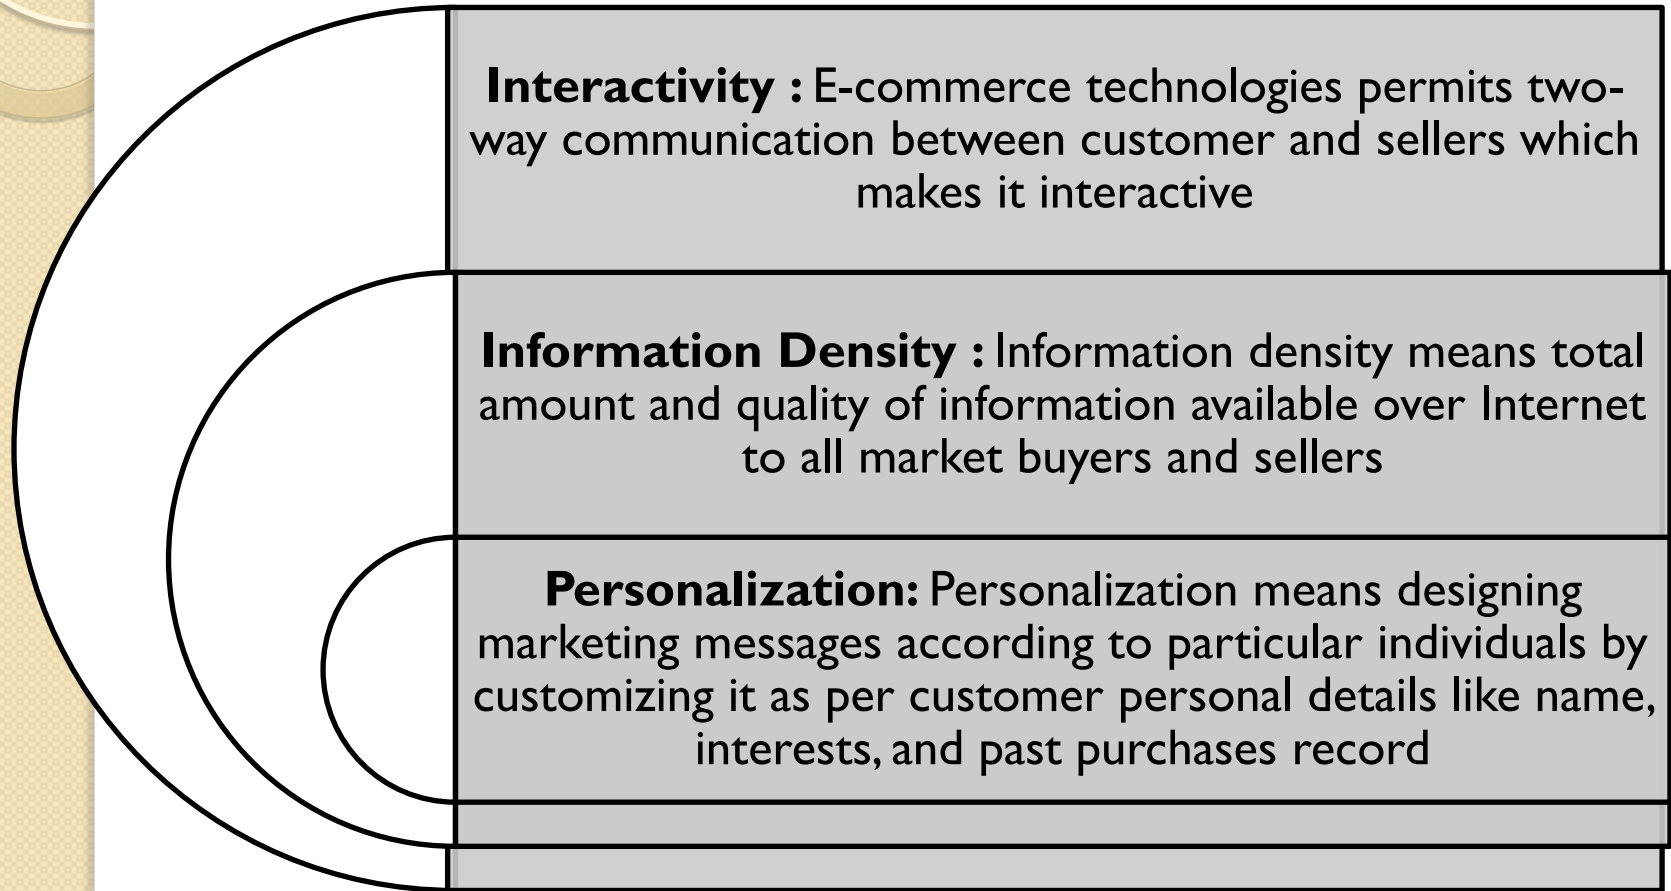 Interactivity : E-commerce technologies permits two-
way communication between customer and sellers which
makes it interactive
Information Density : Information density means total
amount and quality of information available over Internet
to all market buyers and sellers
Personalization: Personalization means designing
marketing messages according to particular individuals by
customizing it as per customer personal details like name,
interests, and past purchases record